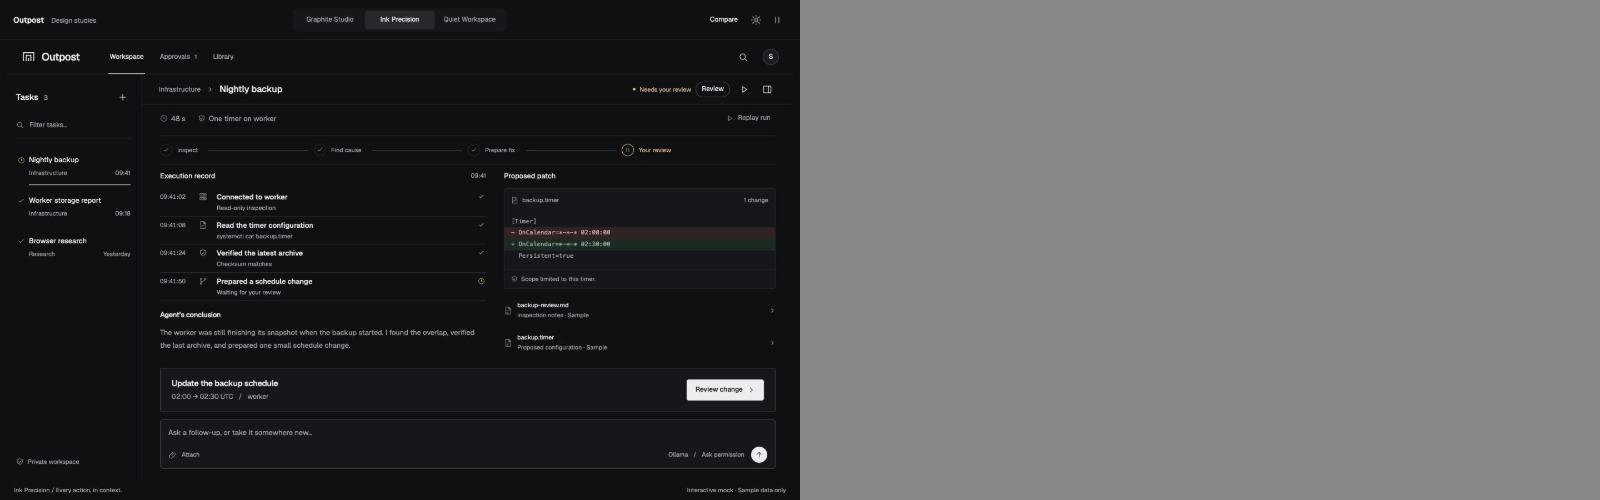 Outpost Design studies
Graphite Studio Ink Precision Quiet Workspace
Compare
Outpost
Workspace Approvals 1 Library
S
Tasks 3
Filter tasks...
Nightly backup
Infrastructure 09:41
Worker storage report
Infrastructure 09:18
Browser research
Research Yesterday
Private workspace
Infrastructure > Nightly backup
Needs your review Review
48 s One timer on worker
Replay run
Inspect Find cause Prepare fix Your review
Execution record 09:41
09:41:02 Connected to worker
Read-only inspection
09:41:08 Read the timer configuration
systemctl cat backup.timer
09:41:24 Verified the latest archive
Checksum matches
09:41:50 Prepared a schedule change
Waiting for your review
Agent's conclusion
The worker was still finishing its snapshot when the backup started. I found the overlap, verified
the last archive, and prepared one small schedule change.
Proposed patch
backup.timer 1 change
[Timer]
- OnCalendar=*-*-* 02:00:00
+ OnCalendar=*-*-* 02:30:00
Persistent=true
Scope limited to this timer.
backup-review.md
Inspection notes · Sample
backup.timer
Proposed configuration · Sample
Update the backup schedule
02:00 → 02:30 UTC / worker
Review change
Ask a follow-up, or take it somewhere new...
Attach
Ollama / Ask permission
Ink Precision / Every action, in context.
Interactive mock · Sample data only